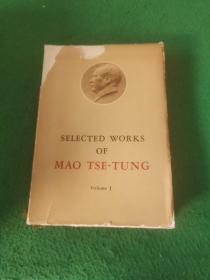 SELECTED WORKS
OF
MAO TSE-TUNG
Volume I